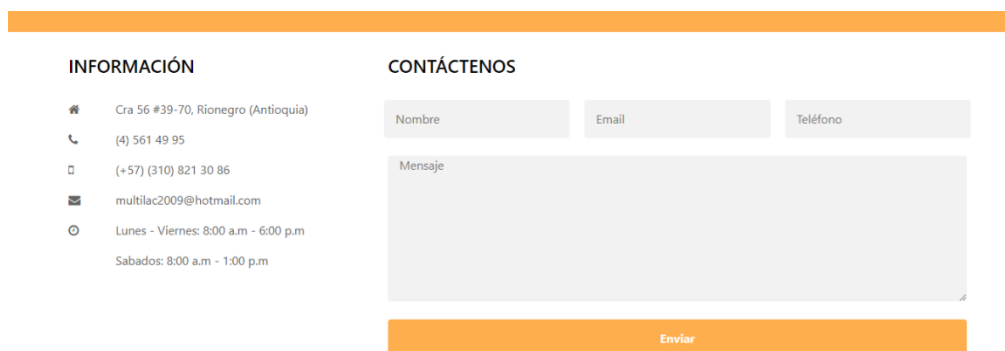 INFORMACIÓN
Cra 56 #39-70, Rionegro (Antioquia)
(4) 561 49 95
(+57) (310) 821 30 86
multilac2009@hotmail.com
Lunes - Viernes: 8:00 a.m - 6:00 p.m
Sabados: 8:00 a.m - 1:00 p.m
CONTÁCTENOS
Nombre Email Teléfono
Mensaje
Enviar